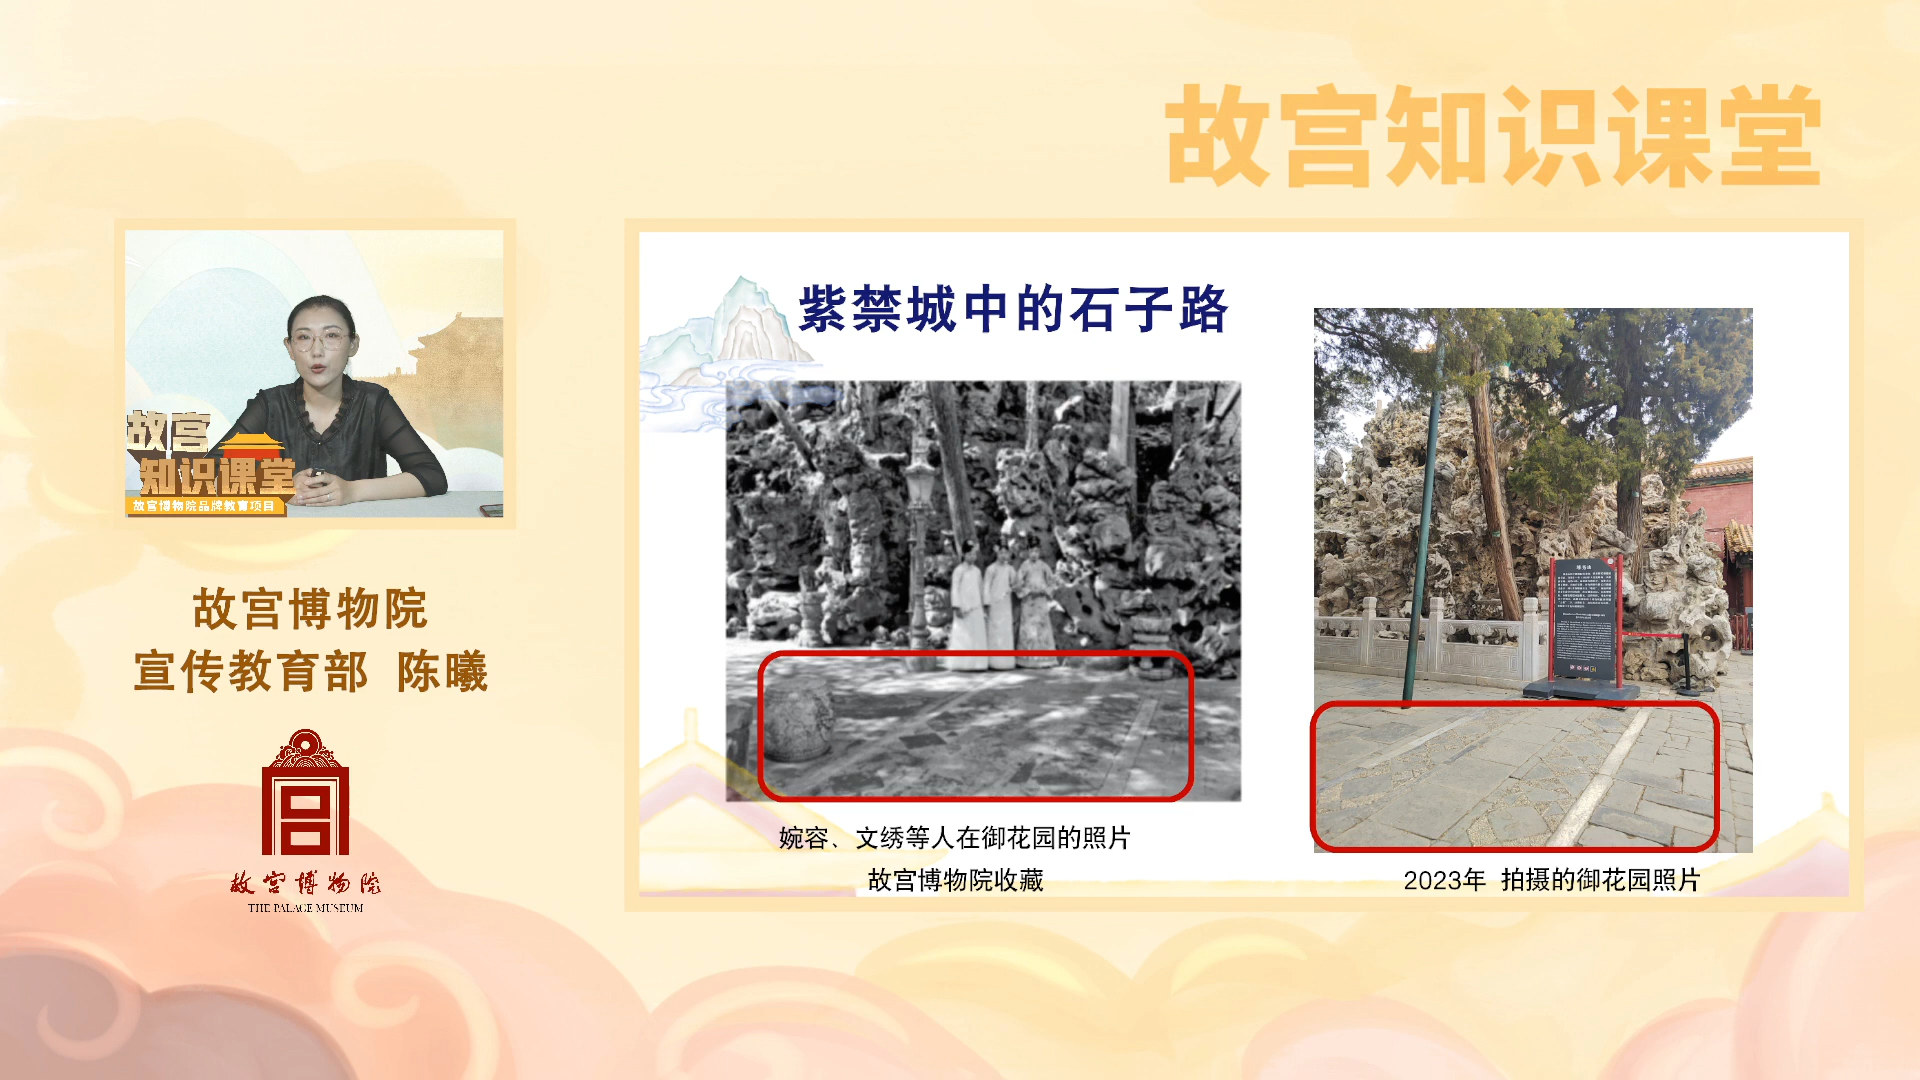 故宫知识课堂
故宫
知识课堂
故宫博物院品牌教育项目
故宫博物院
宣传教育部 陈曦
故宫博物院
THE PALACE MUSEUM
紫禁城中的石子路
婉容、文绣等人在御花园的照片
故宫博物院收藏
堆秀山
2023年 拍摄的御花园照片